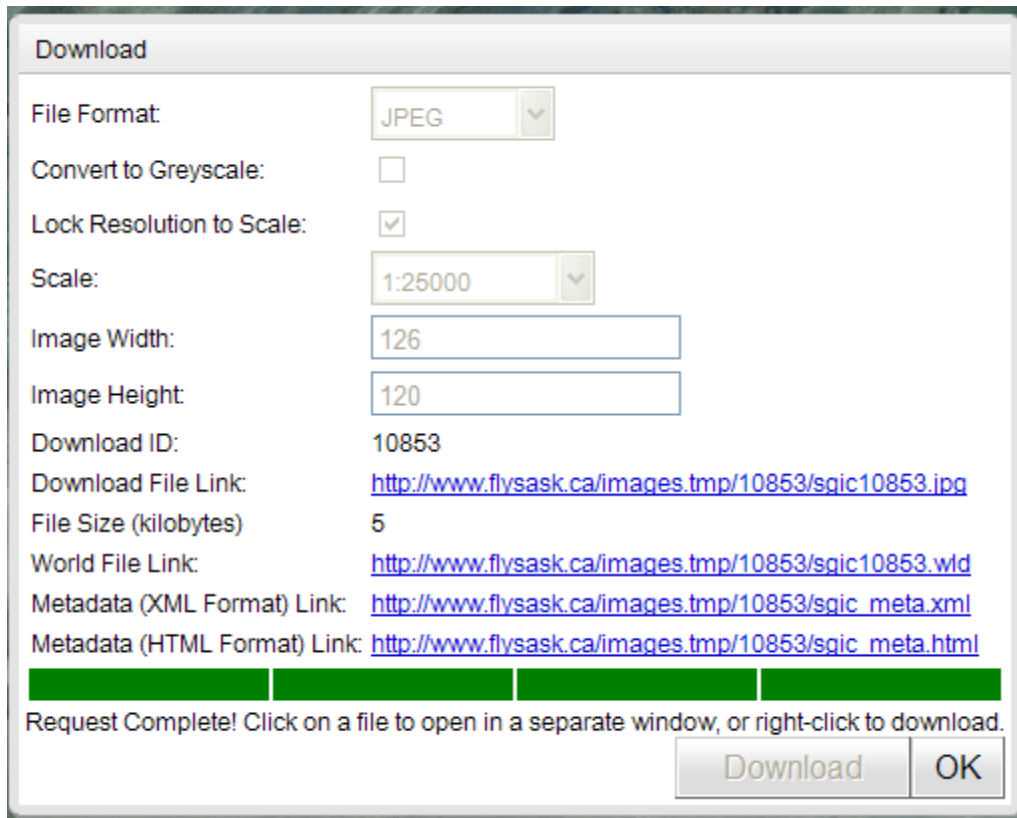 Download
File Format: JPEG
Convert to Greyscale:
Lock Resolution to Scale:
Scale: 1:25000
Image Width: 126
Image Height: 120
Download ID: 10853
Download File Link: http://www.flysask.ca/images.tmp/10853/sgic10853.jpg
File Size (kilobytes) 5
World File Link: http://www.flysask.ca/images.tmp/10853/sgic10853.wld
Metadata (XML Format) Link: http://www.flysask.ca/images.tmp/10853/sgic_meta.xml
Metadata (HTML Format) Link: http://www.flysask.ca/images.tmp/10853/sgic_meta.html
Request Complete! Click on a file to open in a separate window, or right-click to download.
Download OK